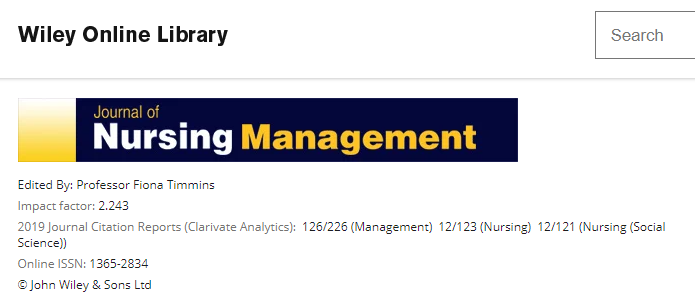 Wiley Online Library
Search
Journal of
Nursing Management
Edited By: Professor Fiona Timmins
Impact factor: 2.243
2019 Journal Citation Reports (Clarivate Analytics): 126/226 (Management) 12/123 (Nursing) 12/121 (Nursing (Social
Science))
Online ISSN: 1365-2834
© John Wiley & Sons Ltd